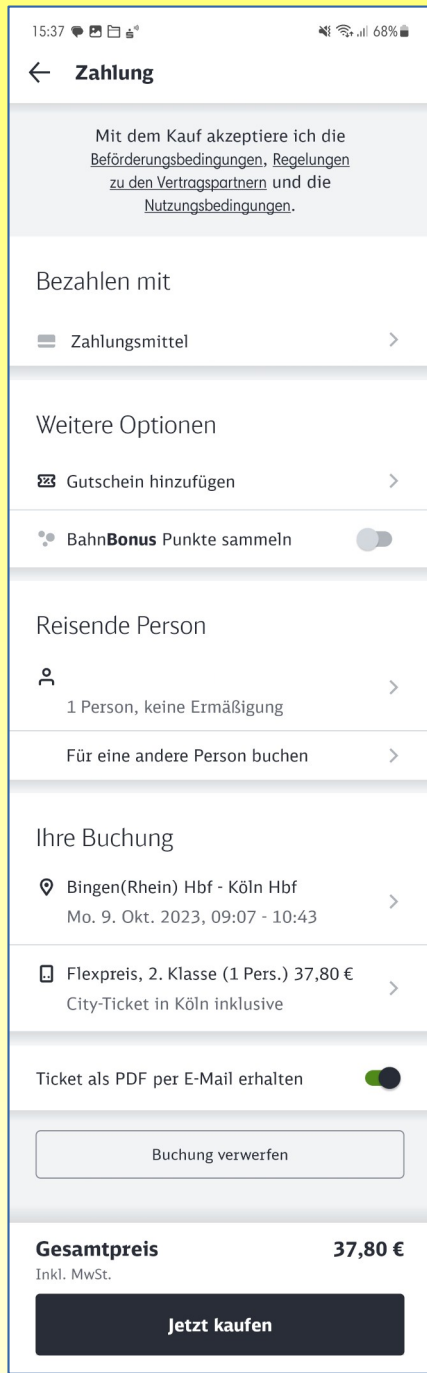 15:37 68%
Zahlung
Mit dem Kauf akzeptiere ich die
Beförderungsbedingungen, Regelungen
zu den Vertragspartnern und die
Nutzungsbedingungen.
Bezahlen mit
Zahlungsmittel
Weitere Optionen
Gutschein hinzufügen
BahnBonus Punkte sammeln
Reisende Person
1 Person, keine Ermäßigung
Für eine andere Person buchen
Ihre Buchung
Bingen(Rhein) Hbf - Köln Hbf
Mo. 9. Okt. 2023, 09:07 - 10:43
Flexpreis, 2. Klasse (1 Pers.) 37,80 €
City-Ticket in Köln inklusive
Ticket als PDF per E-Mail erhalten
Buchung verwerfen
Gesamtpreis 37,80 €
Inkl. MwSt.
Jetzt kaufen